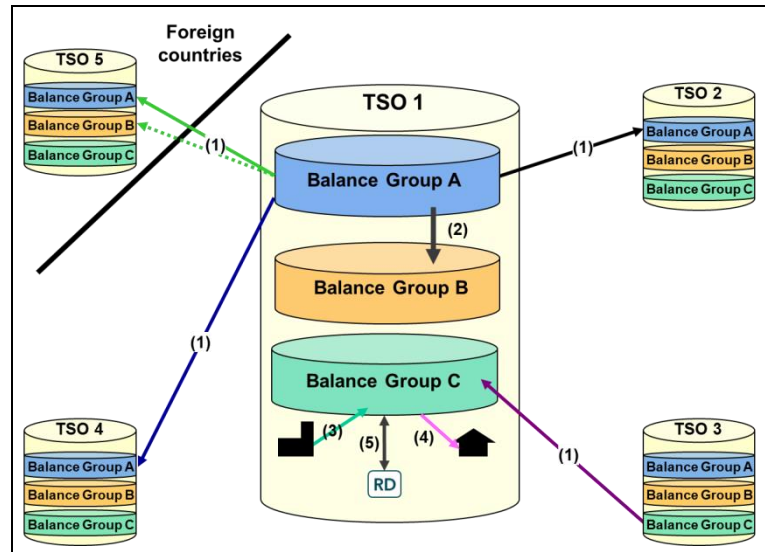 Foreign
countries
TSO 5
Balance Group A
Balance Group B
Balance Group C
(1)
TSO 1
Balance Group A
(2)
Balance Group B
Balance Group C
(3)
(5)
(4)
RD
(1)
TSO 2
Balance Group A
Balance Group B
Balance Group C
(1)
TSO 4
Balance Group A
Balance Group B
Balance Group C
(1)
TSO 3
Balance Group A
Balance Group B
Balance Group C